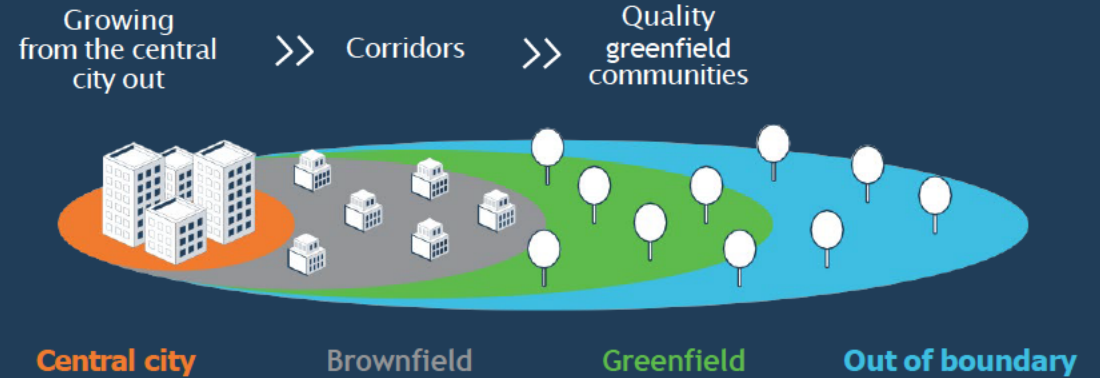 Growing
from the central
city out
>>
Corridors
>>
Quality
greenfield
communities
Central city
Brownfield
Greenfield
Out of boundary